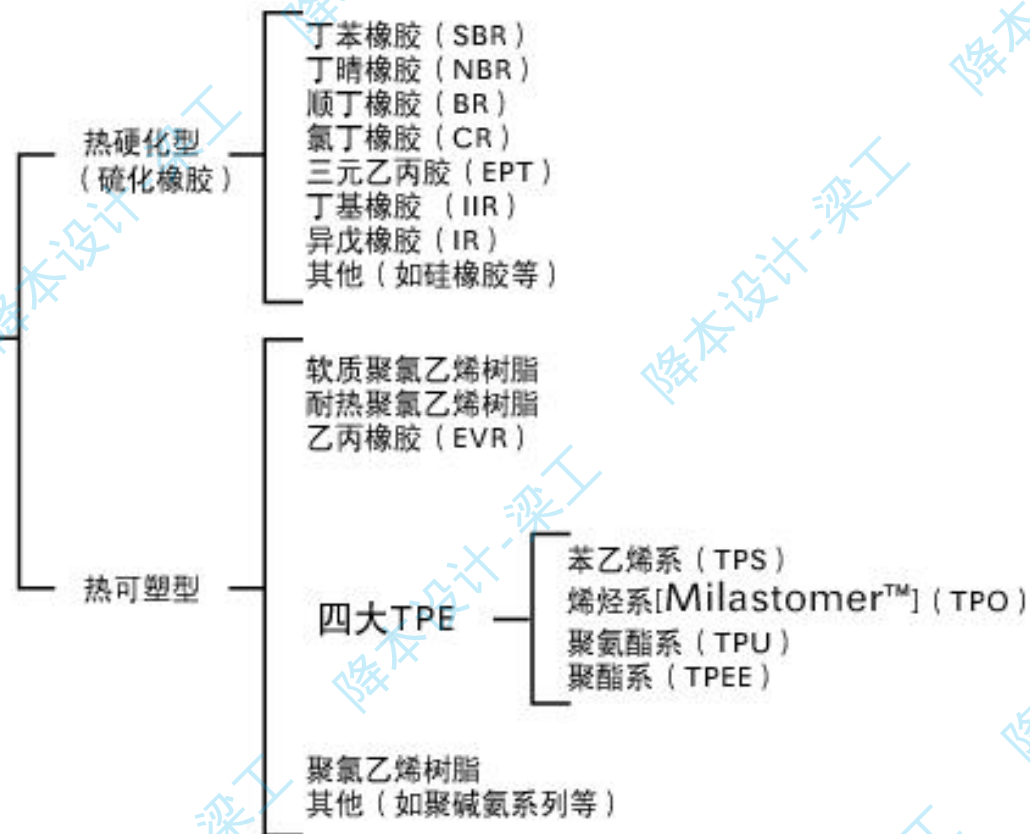 丁苯橡胶（SBR）
丁晴橡胶（NBR）
顺丁橡胶（BR）
氯丁橡胶（CR）
三元乙丙胶（EPT）
丁基橡胶 （IIR）
异戊橡胶（IR）
其他（如硅橡胶等）
热硬化型
（硫化橡胶）
软质聚氯乙烯树脂
耐热聚氯乙烯树脂
乙丙橡胶（EVR）
热可塑型
四大TPE
苯乙烯系（TPS）
烯烃系[Milastomer™]（TPO）
聚氨酯系（TPU）
聚酯系（TPEE）
聚氯乙烯树脂
其他（如聚碱氨系列等）
降本设计-梁工
降本设计-梁工
降本设计-梁工